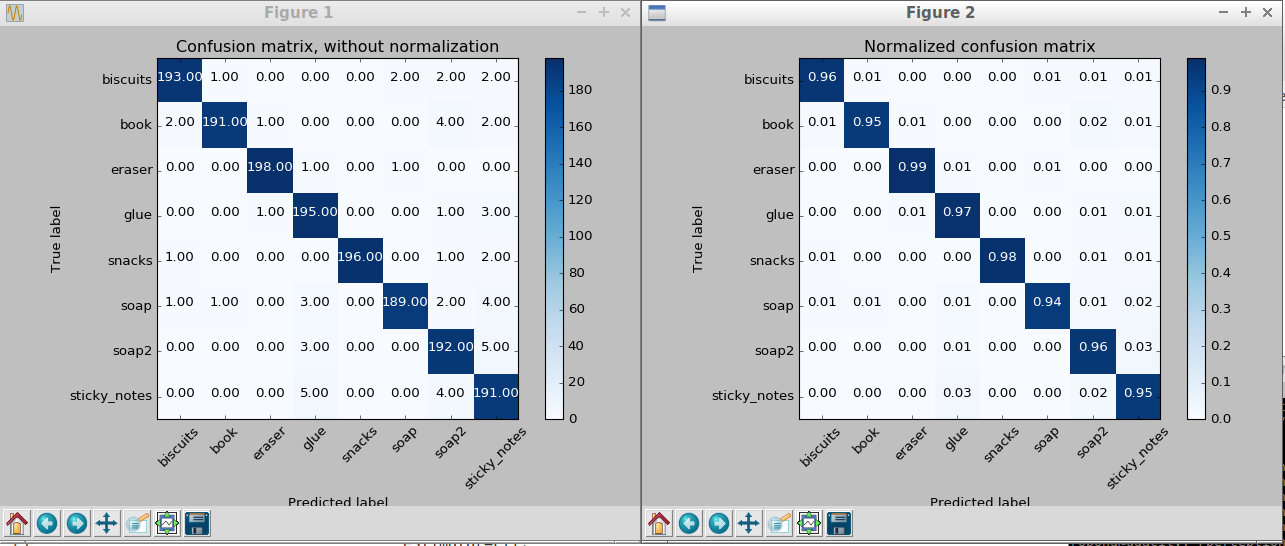 Figure 1
Confusion matrix, without normalization
biscuits 193.00 1.00 0.00 0.00 0.00 2.00 2.00 2.00
book 2.00 191.00 1.00 0.00 0.00 0.00 4.00 2.00
eraser 0.00 0.00 198.00 1.00 0.00 1.00 0.00 0.00
glue 0.00 0.00 1.00 195.00 0.00 0.00 1.00 3.00
snacks 1.00 0.00 0.00 0.00 196.00 0.00 1.00 2.00
soap 1.00 1.00 0.00 3.00 0.00 189.00 2.00 4.00
soap2 0.00 0.00 0.00 3.00 0.00 0.00 192.00 5.00
sticky_notes 0.00 0.00 0.00 5.00 0.00 0.00 4.00 191.00
True label
biscuits book eraser glue snacks soap soap2 sticky_notes
Predicted label
180
160
140
120
100
80
60
40
20
0
Figure 2
Normalized confusion matrix
biscuits 0.96 0.01 0.00 0.00 0.00 0.01 0.01 0.01
book 0.01 0.95 0.01 0.00 0.00 0.00 0.02 0.01
eraser 0.00 0.00 0.99 0.01 0.00 0.01 0.00 0.00
glue 0.00 0.00 0.01 0.97 0.00 0.00 0.01 0.01
snacks 0.01 0.00 0.00 0.00 0.98 0.00 0.01 0.01
soap 0.01 0.01 0.00 0.01 0.00 0.94 0.01 0.02
soap2 0.00 0.00 0.00 0.01 0.00 0.00 0.96 0.03
sticky_notes 0.00 0.00 0.00 0.03 0.00 0.00 0.02 0.95
True label
biscuits book eraser glue snacks soap soap2 sticky_notes
Predicted label
0.9
0.8
0.7
0.6
0.5
0.4
0.3
0.2
0.1
0.0